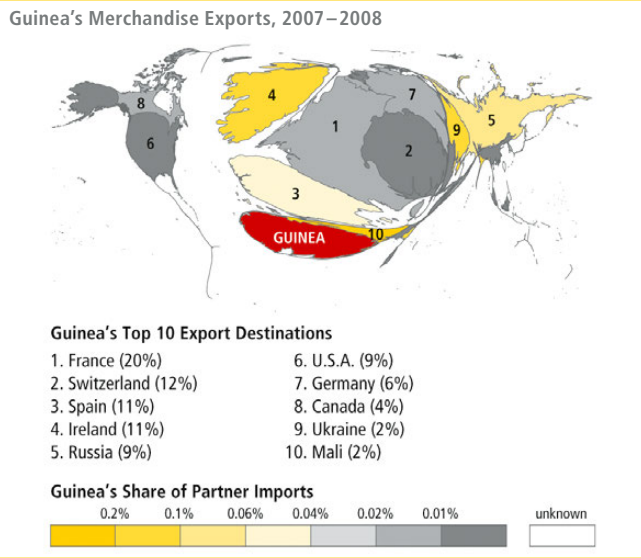 Guinea's Merchandise Exports, 2007–2008
4
8
7
1
6
9
5
2
3
GUINEA
10
Guinea's Top 10 Export Destinations
1. France (20%)
2. Switzerland (12%)
3. Spain (11%)
4. Ireland (11%)
5. Russia (9%)
6. U.S.A. (9%)
7. Germany (6%)
8. Canada (4%)
9. Ukraine (2%)
10. Mali (2%)
Guinea's Share of Partner Imports
0.2% 0.1% 0.06% 0.04% 0.02% 0.01% unknown